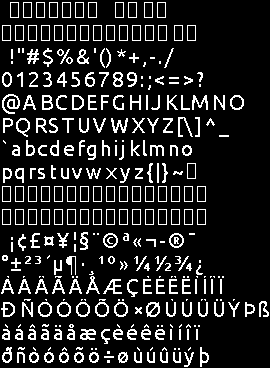 !"#$%&'()*+,-./
0123456789:;<=>?
@ABCDEFGHIJKLMNO
PQRSTUVWXYZ[\]^_
`abcdefghijklmno
pqrstuvwxyz{|}~
¡¢£¤¥¦§¨©ª«¬-®¯
°±²³´µ¶·¸¹º»¼½¾¿
ÀÁÂÃÄÅÆÇÈÉÊËÌÍÎÏ
ÐÑÒÓÔÕÖ×ØÙÚÛÜÝÞß
àáâãäåæçèéêëìíîï
ðñòóôõö÷øùúûüýþ